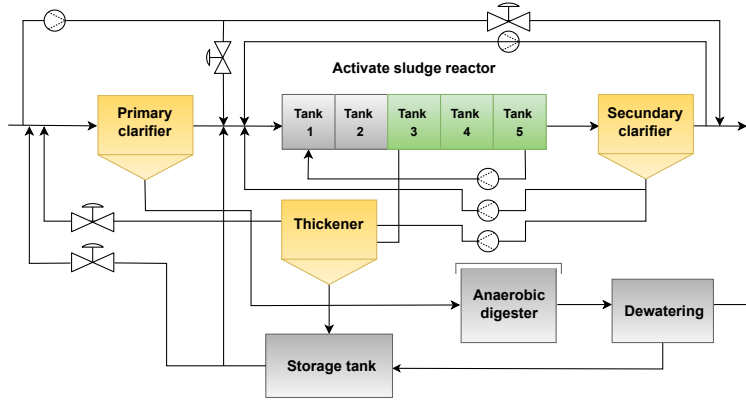 Activate sludge reactor
Primary
clarifier
Tank
1
Tank
2
Tank
3
Tank
4
Tank
5
Secundary
clarifier
Thickener
Anaerobic
digester
Dewatering
Storage tank